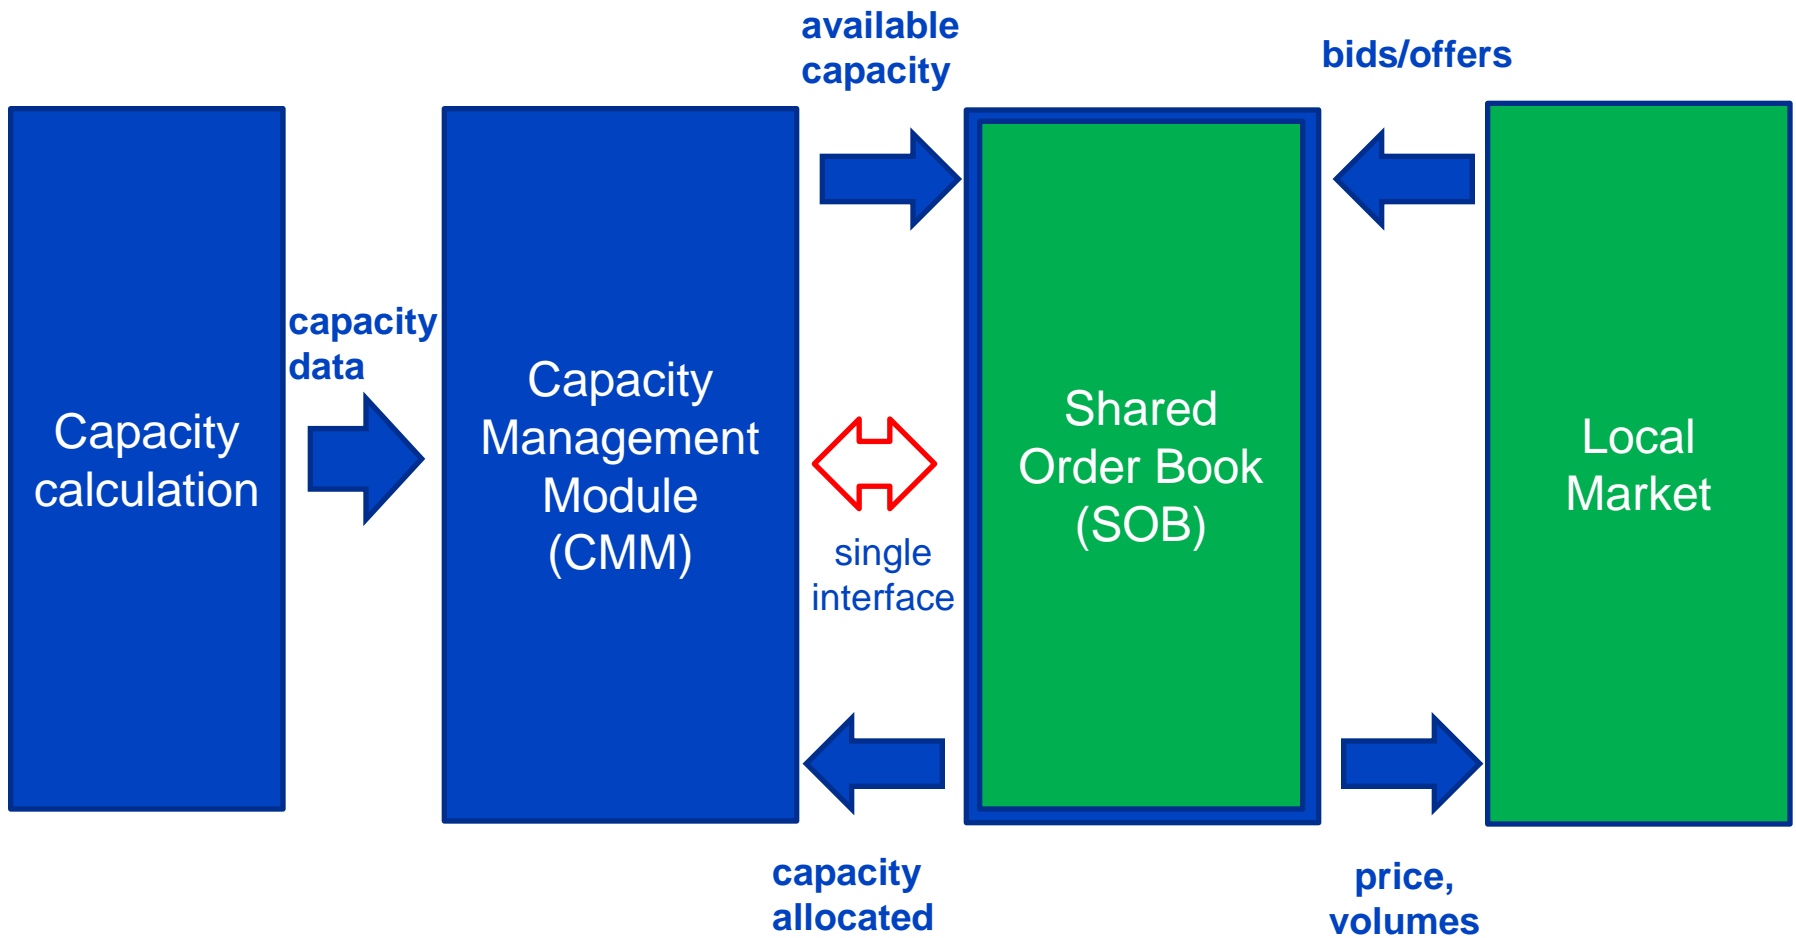 available
capacity
bids/offers
capacity
data
Capacity
calculation
Capacity
Management
Module
(CMM)
single
interface
Shared
Order Book
(SOB)
Local
Market
capacity
allocated
price,
volumes